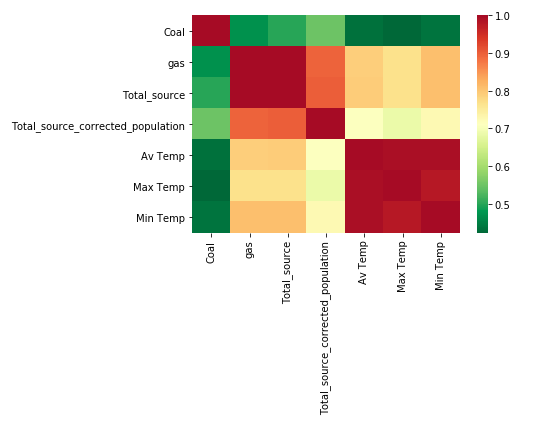 Coal
gas
Total_source
Total_source_corrected_population
Av Temp
Max Temp
Min Temp
Coal
gas
Total_source
Total_source_corrected_population
Av Temp
Max Temp
Min Temp
1.0
0.9
0.8
0.7
0.6
0.5